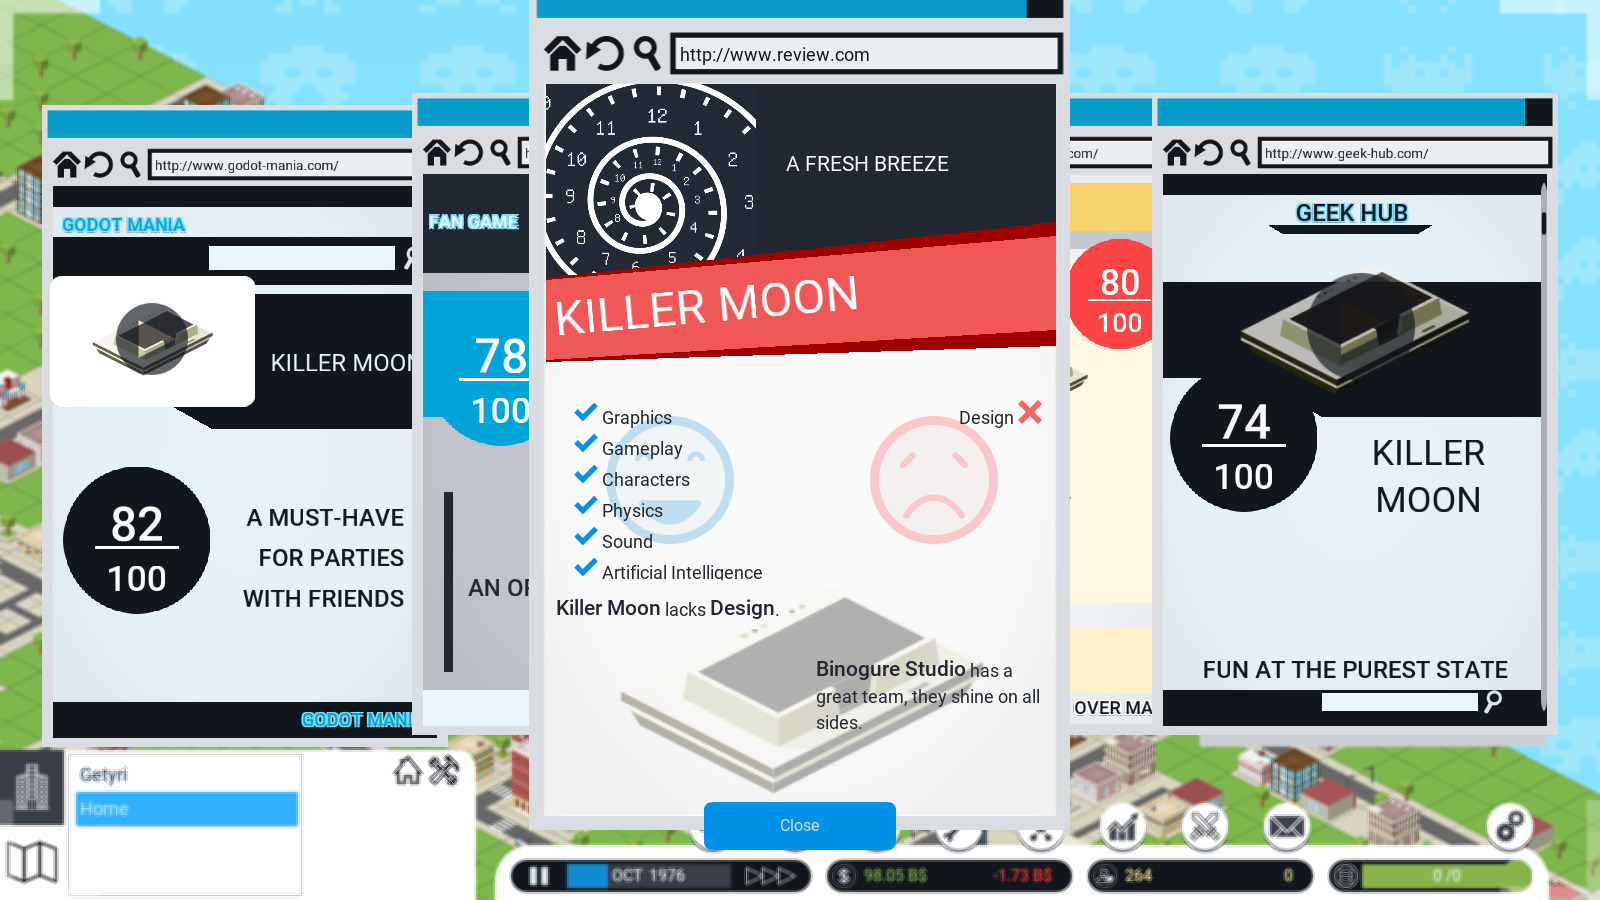 http://www.review.com
A FRESH BREEZE
12
11
1
10
2
9
3
8
4
7
6
5
KILLER MOON
Graphics
Gameplay
Characters
Physics
Sound
Artificial Intelligence
Design
Killer Moon lacks Design.
Binogure Studio has a
great team, they shine on all
sides.
Close
http://www.godot-mania.com/
GODOT MANIA
KILLER MOON
82
100
A MUST-HAVE
FOR PARTIES
WITH FRIENDS
GODOT MANI
FAN GAME
78
100
AN OF
com/
80
100
OVER MA
http://www.geek-hub.com/
GEEK HUB
74
100
KILLER
MOON
FUN AT THE PUREST STATE
Getyri
Home
OCT 1976
98.05 B$
-1.73 B$
264
0
0 /0